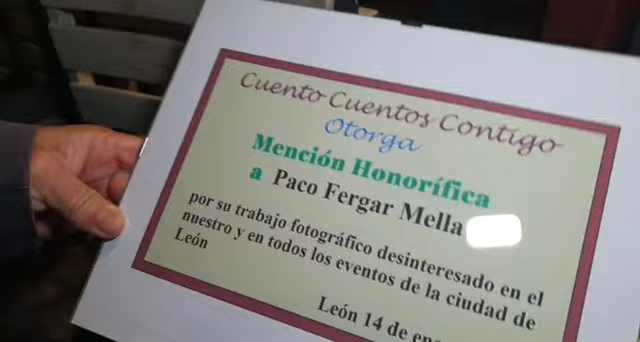 Cuento Cuentos Contigo
Otorga
Mención Honorífica
a Paco Fergar Mella
por su trabajo fotográfico desinteresado en el
nuestro y en todos los eventos de la ciudad de
León
León 14 de